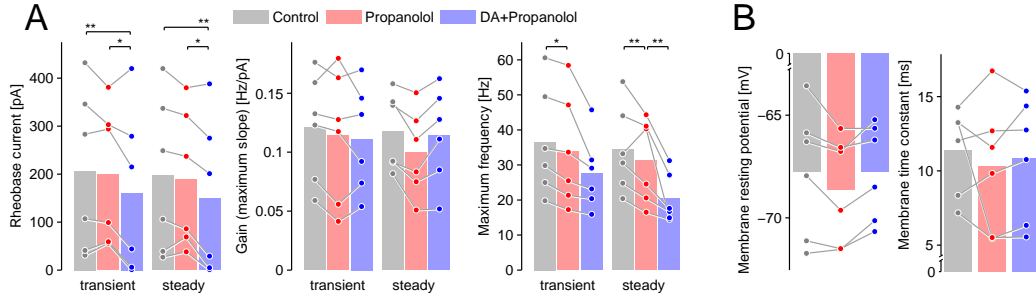 A
Control
Propanolol
DA+Propanolol
B
**
*
**
*
Rheobase current [pA]
400
300
200
100
0
transient
steady
Gain (maximum slope) [Hz/pA]
0.15
0.1
0.05
0
transient
steady
*
**
**
Maximum frequency [Hz]
60
50
40
30
20
10
0
transient
steady
Membrane resting potential [mV]
0
−65
−70
Membrane time constant [ms]
15
10
5
0